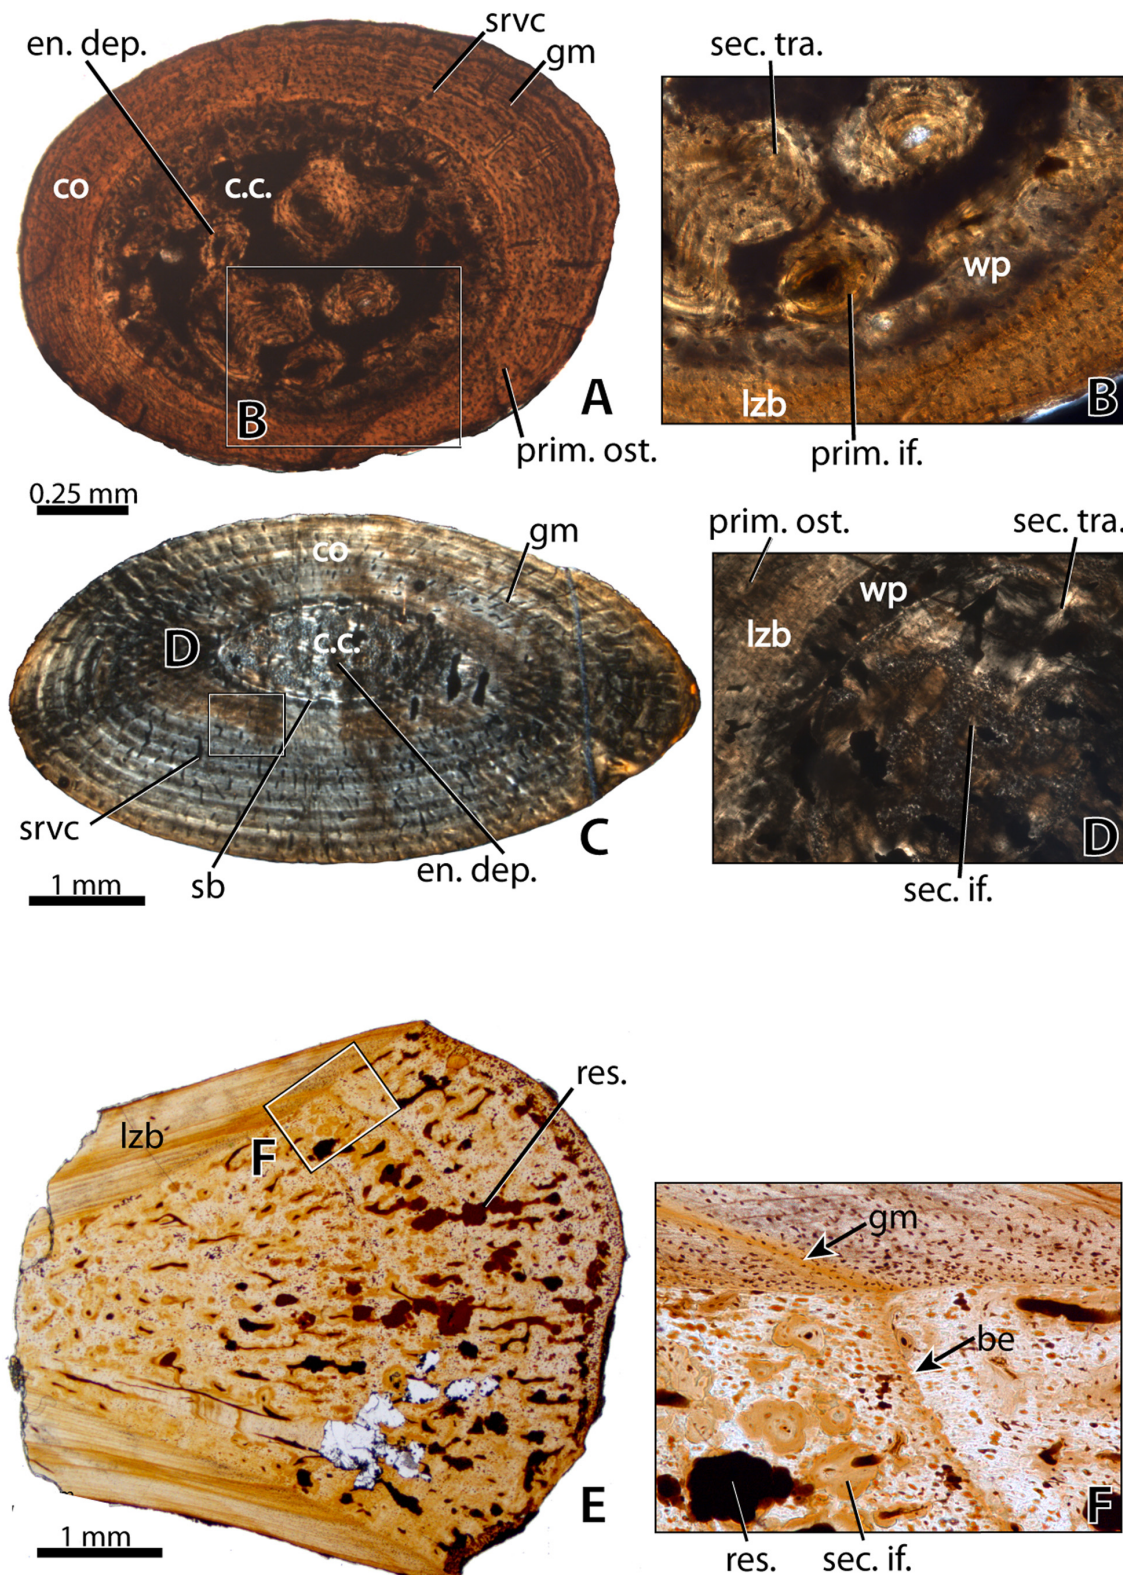 en. dep.
srvc
gm
co
c.c.
B
A
prim. ost.
0.25 mm
sec. tra.
wp
lzb
B
prim. if.
co
gm
D
c.c.
srvc
sb
en. dep.
C
1 mm
prim. ost.
sec. tra.
wp
lzb
D
sec. if.
lzb
F
res.
E
1 mm
gm
be
F
res.
sec. if.